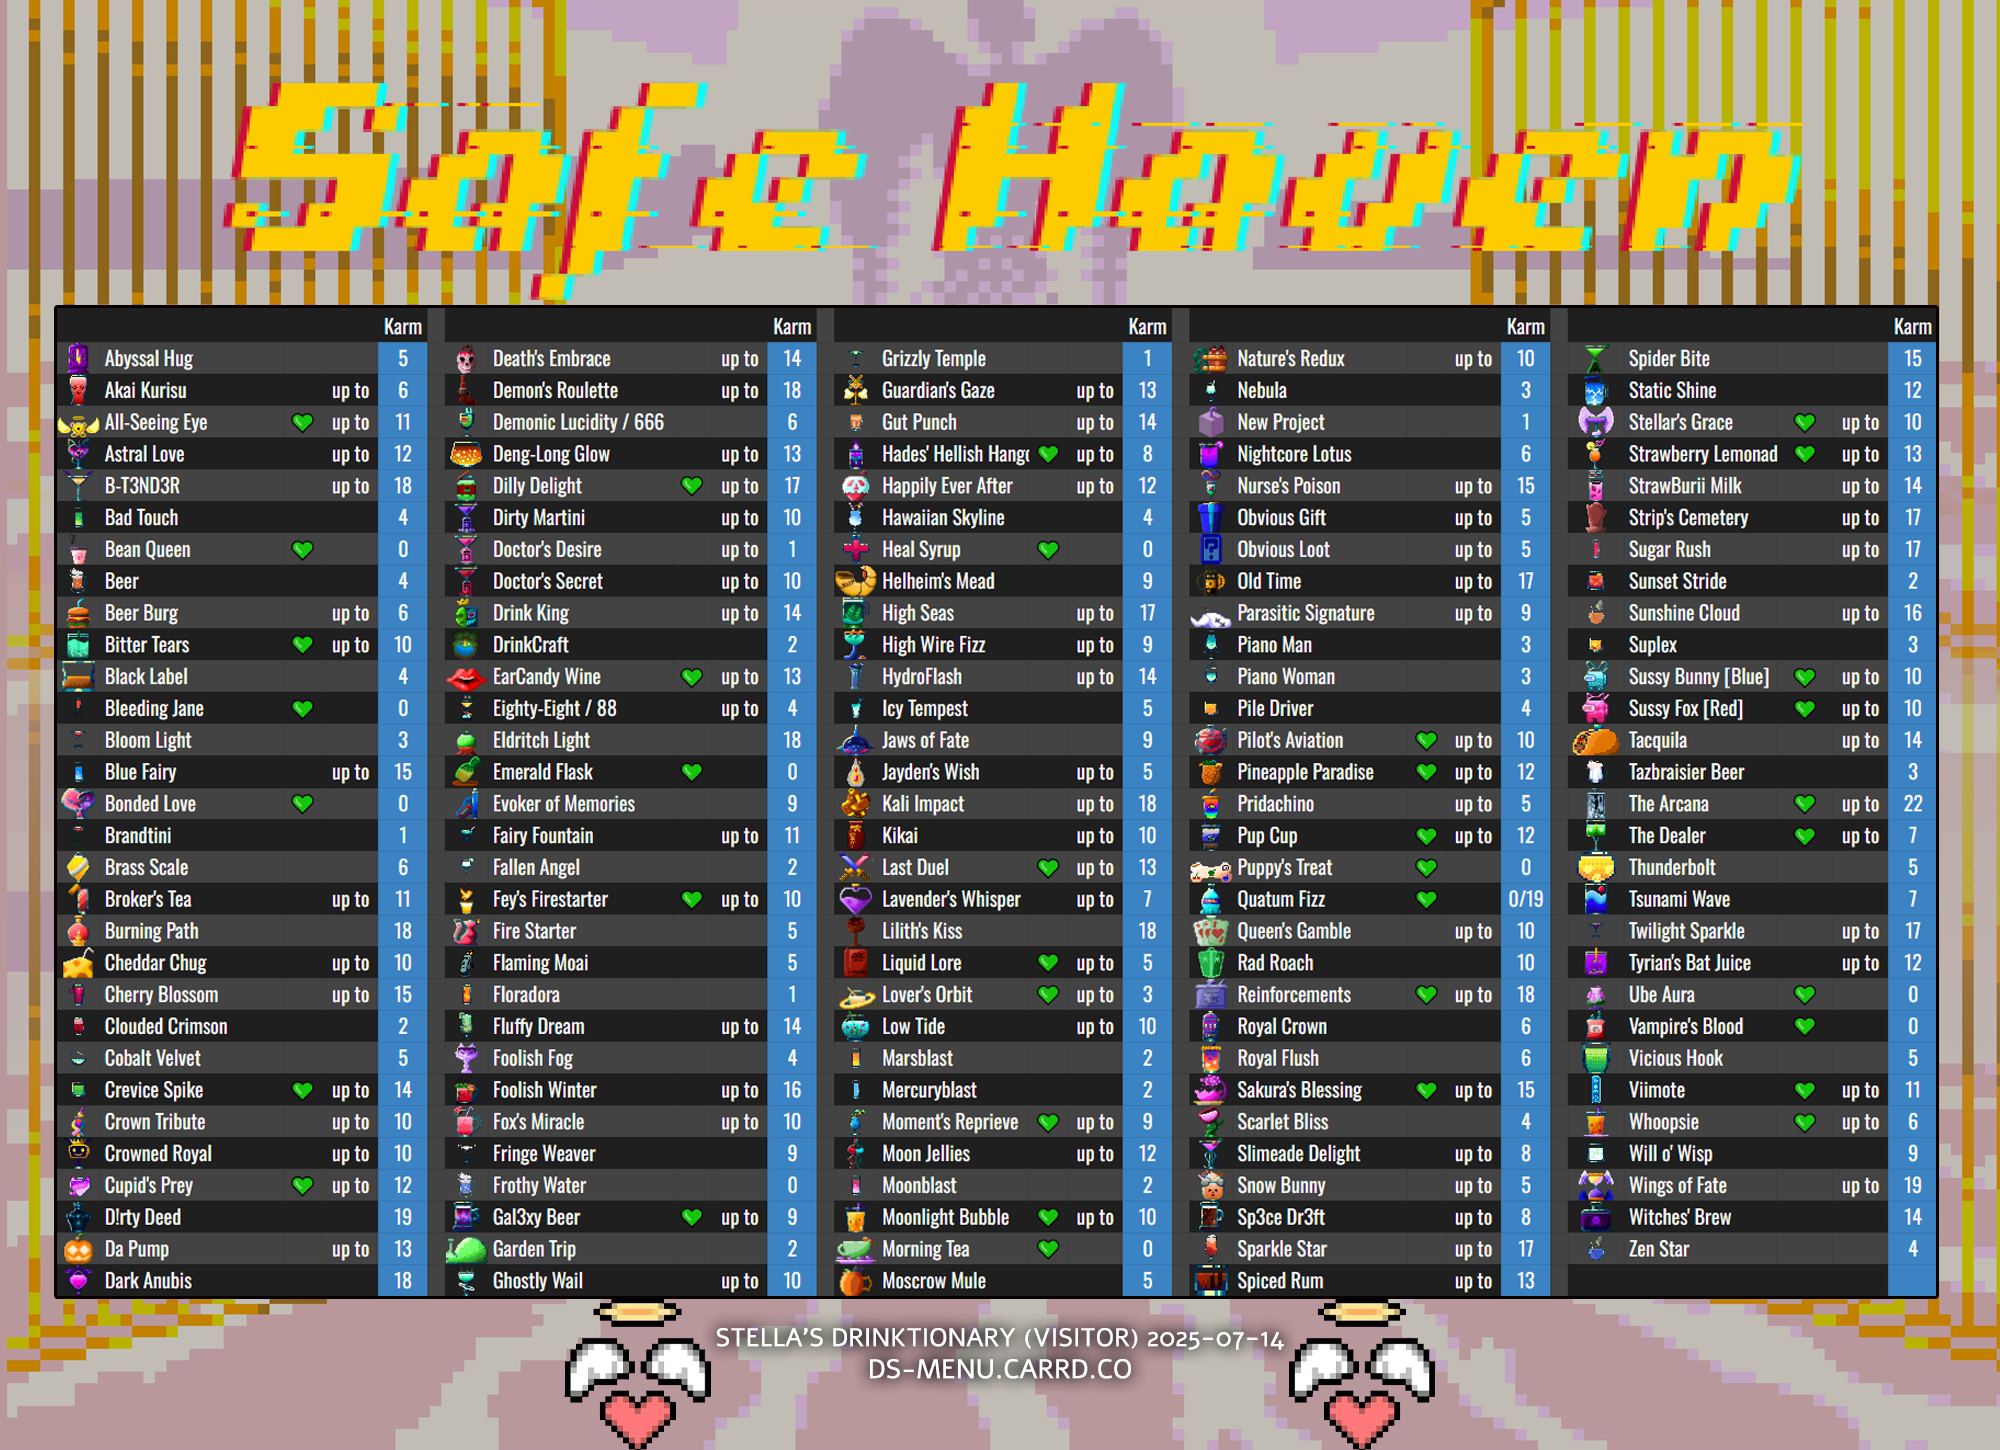 Safe Haven
Karm
Abyssal Hug 5
Akai Kurisu up to 6
All-Seeing Eye up to 11
Astral Love up to 12
B-T3ND3R up to 18
Bad Touch 4
Bean Queen 0
Beer 4
Beer Burg up to 6
Bitter Tears up to 10
Black Label 4
Bleeding Jane 0
Bloom Light 3
Blue Fairy up to 15
Bonded Love 0
Brandtini 1
Brass Scale 6
Broker's Tea up to 11
Burning Path 18
Cheddar Chug up to 10
Cherry Blossom up to 15
Clouded Crimson 2
Cobalt Velvet 5
Crevice Spike up to 14
Crown Tribute up to 10
Crowned Royal up to 10
Cupid's Prey up to 12
D!rty Deed 19
Da Pump up to 13
Dark Anubis 18
Karm
Death's Embrace up to 14
Demon's Roulette up to 18
Demonic Lucidity / 666 6
Deng-Long Glow up to 13
Dilly Delight up to 17
Dirty Martini up to 10
Doctor's Desire up to 1
Doctor's Secret up to 10
Drink King up to 14
DrinkCraft 2
EarCandy Wine up to 13
Eighty-Eight / 88 up to 4
Eldritch Light 18
Emerald Flask 0
Evoker of Memories 9
Fairy Fountain up to 11
Fallen Angel 2
Fey's Firestarter up to 10
Fire Starter 5
Flaming Moai 5
Floradora 1
Fluffy Dream up to 14
Foolish Fog 4
Foolish Winter up to 16
Fox's Miracle up to 10
Fringe Weaver 9
Frothy Water 0
Gal3xy Beer up to 9
Garden Trip 2
Ghostly Wail up to 10
Karm
Grizzly Temple 1
Guardian's Gaze up to 13
Gut Punch up to 14
Hades' Hellish Hango up to 8
Happily Ever After up to 12
Hawaiian Skyline 4
Heal Syrup 0
Helheim's Mead 9
High Seas up to 17
High Wire Fizz up to 9
HydroFlash up to 14
Icy Tempest 5
Jaws of Fate 9
Jayden's Wish up to 5
Kali Impact up to 18
Kikai up to 10
Last Duel up to 13
Lavender's Whisper up to 7
Lilith's Kiss 18
Liquid Lore up to 5
Lover's Orbit up to 3
Low Tide up to 10
Marsblast 2
Mercuryblast 2
Moment's Reprieve up to 9
Moon Jellies up to 12
Moonblast 2
Moonlight Bubble up to 10
Morning Tea 0
Moscrow Mule 5
Karm
Nature's Redux up to 10
Nebula 3
New Project 1
Nightcore Lotus 6
Nurse's Poison up to 15
Obvious Gift up to 5
Obvious Loot up to 5
Old Time up to 17
Parasitic Signature up to 9
Piano Man 3
Piano Woman 3
Pile Driver 4
Pilot's Aviation up to 10
Pineapple Paradise up to 12
Pridachino up to 5
Pup Cup up to 12
Puppy's Treat 0
Quatum Fizz 0/19
Queen's Gamble up to 10
Rad Roach 10
Reinforcements up to 18
Royal Crown 6
Royal Flush 6
Sakura's Blessing up to 15
Scarlet Bliss 4
Slimeade Delight up to 8
Snow Bunny up to 5
Sp3ce Dr3ft up to 8
Sparkle Star up to 17
Spiced Rum up to 13
Karm
Spider Bite 15
Static Shine 12
Stellar's Grace up to 10
Strawberry Lemonad up to 13
StrawBurii Milk up to 14
Strip's Cemetery up to 17
Sugar Rush up to 17
Sunset Stride 2
Sunshine Cloud up to 16
Suplex 3
Sussy Bunny [Blue] up to 10
Sussy Fox [Red] up to 10
Tacquila up to 14
Tazbraisier Beer 3
The Arcana up to 22
The Dealer up to 7
Thunderbolt 5
Tsunami Wave 7
Twilight Sparkle up to 17
Tyrian's Bat Juice up to 12
Ube Aura 0
Vampire's Blood 0
Vicious Hook 5
Viimote up to 11
Whoopsie up to 6
Will o' Wisp 9
Wings of Fate up to 19
Witches' Brew 14
Zen Star 4
STELLA'S DRINKTIONARY (VISITOR) 2025-07-14
DS-MENU.CARRD.CO